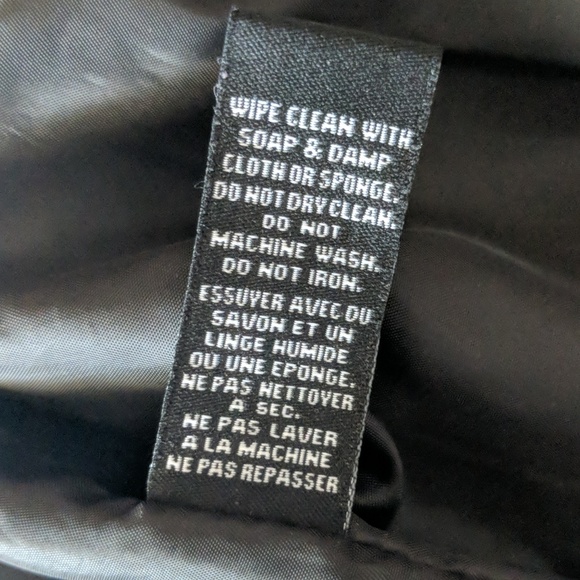 WIPE CLEAN WITH
SOAP & DAMP
CLOTH OR SPONGE.
DO NOT DRY CLEAN.
DO NOT
MACHINE WASH.
DO NOT IRON.
ESSUYER AVEC DU
SAVON ET UN
LINGE HUMIDE
OU UNE EPONGE.
NE PAS NETTOYER
A SEC.
NE PAS LAVER
A LA MACHINE
NE PAS REPASSER